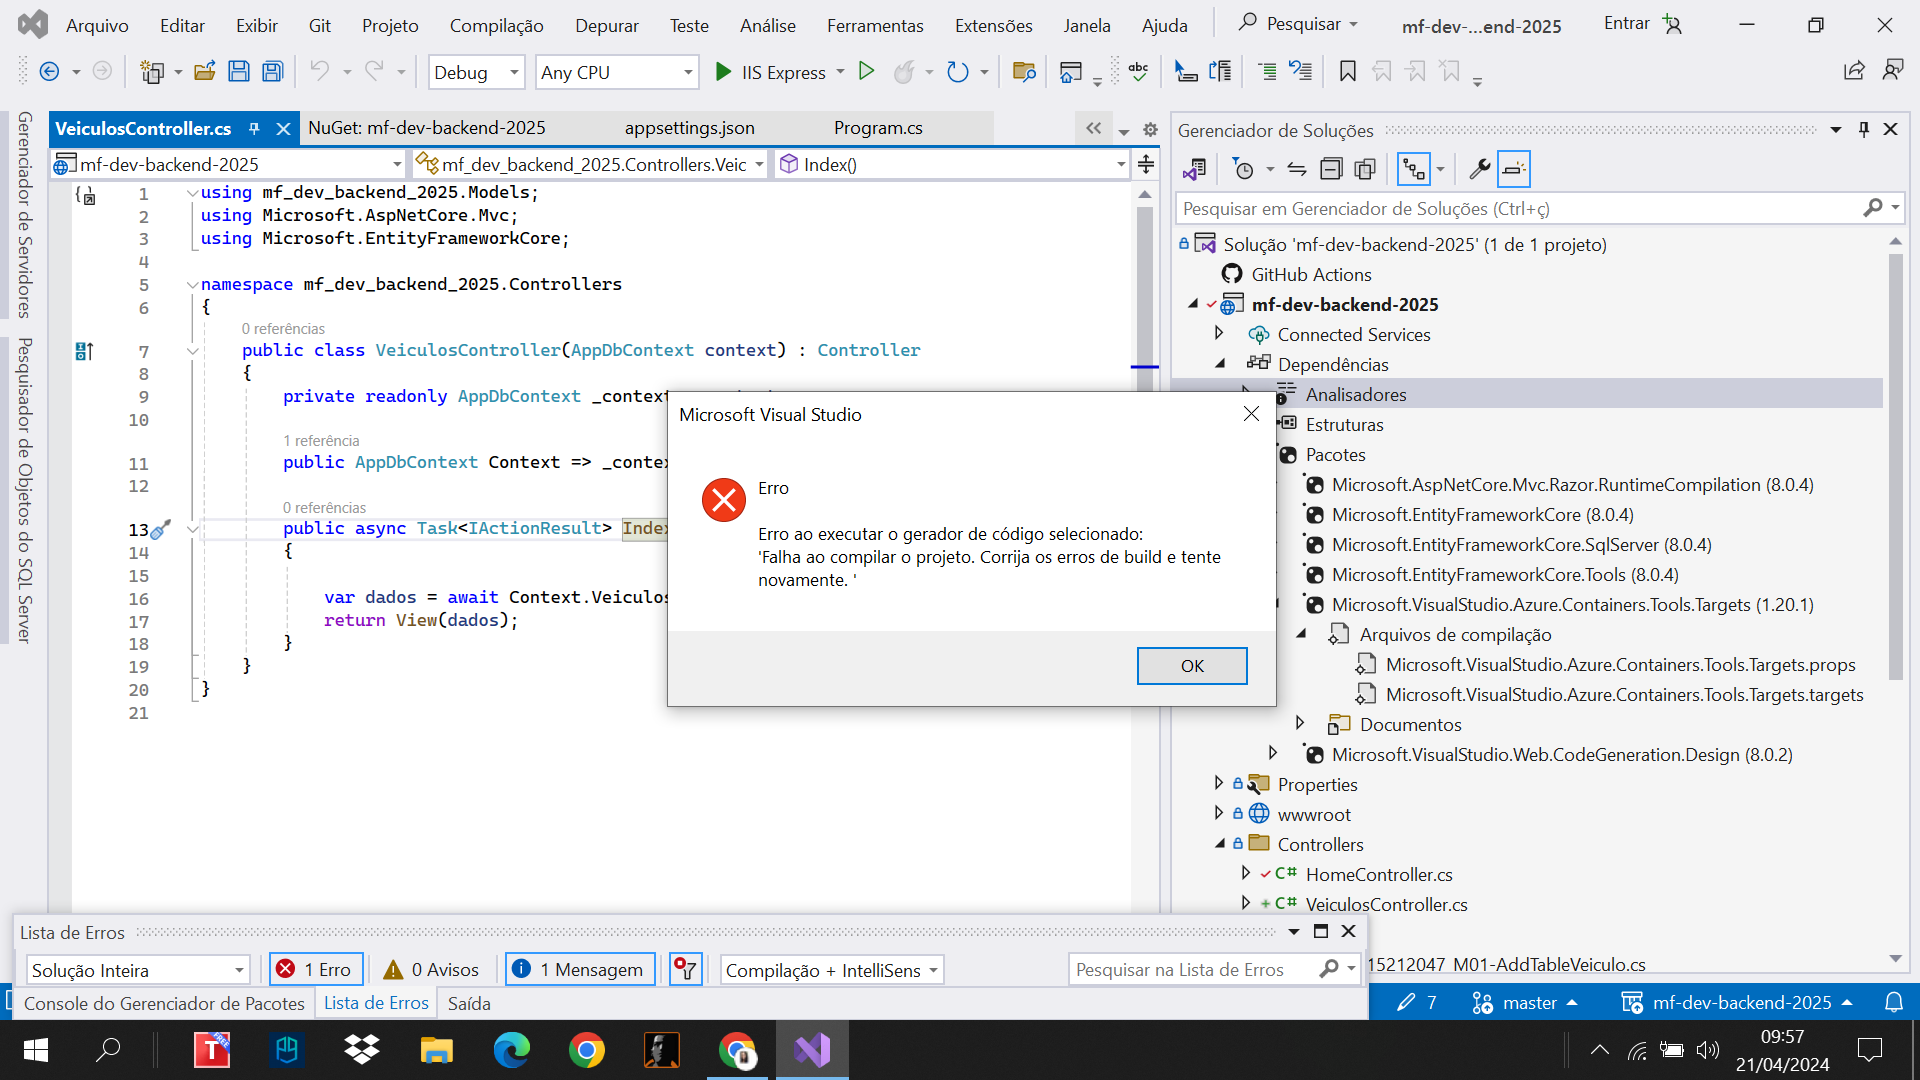 Arquivo Editar Exibir Git Projeto Compilação Depurar Teste Análise Ferramentas Extensões Janela Ajuda Pesquisar mf-dev-...end-2025 Entrar
Debug Any CPU IIS Express abc
Gerenciador de Servidores
Pesquisador de Objetos do SQL Server
VeiculosController.cs NuGet: mf-dev-backend-2025 appsettings.json Program.cs
mf-dev-backend-2025 mf_dev_backend_2025.Controllers.Veic Index()
1 using mf_dev_backend_2025.Models;
2 using Microsoft.AspNetCore.Mvc;
3 using Microsoft.EntityFrameworkCore;
4
5 namespace mf_dev_backend_2025.Controllers
6 {
0 referências
7 public class VeiculosController(AppDbContext context) : Controller
8 {
9 private readonly AppDbContext _context
10
1 referência
11 public AppDbContext Context => _contex
12
0 referências
13 public async Task<IActionResult> Index
14 {
15
16 var dados = await Context.Veiculos
17 return View(dados);
18 }
19 }
20 }
21
Microsoft Visual Studio
Erro
Erro ao executar o gerador de código selecionado:
'Falha ao compilar o projeto. Corrija os erros de build e tente
novamente. '
OK
Gerenciador de Soluções
Pesquisar em Gerenciador de Soluções (Ctrl+ç)
Solução 'mf-dev-backend-2025' (1 de 1 projeto)
GitHub Actions
mf-dev-backend-2025
Connected Services
Dependências
Analisadores
Estruturas
Pacotes
Microsoft.AspNetCore.Mvc.Razor.RuntimeCompilation (8.0.4)
Microsoft.EntityFrameworkCore (8.0.4)
Microsoft.EntityFrameworkCore.SqlServer (8.0.4)
Microsoft.EntityFrameworkCore.Tools (8.0.4)
Microsoft.VisualStudio.Azure.Containers.Tools.Targets (1.20.1)
Arquivos de compilação
Microsoft.VisualStudio.Azure.Containers.Tools.Targets.props
Microsoft.VisualStudio.Azure.Containers.Tools.Targets.targets
Documentos
Microsoft.VisualStudio.Web.CodeGeneration.Design (8.0.2)
Properties
wwwroot
Controllers
C# HomeController.cs
C# VeiculosController.cs
15212047_M01-AddTableVeiculo.cs
Lista de Erros
Solução Inteira 1 Erro 0 Avisos 1 Mensagem Compilação + IntelliSens Pesquisar na Lista de Erros
Console do Gerenciador de Pacotes Lista de Erros Saída
7 master mf-dev-backend-2025
T FREE
09:57
21/04/2024